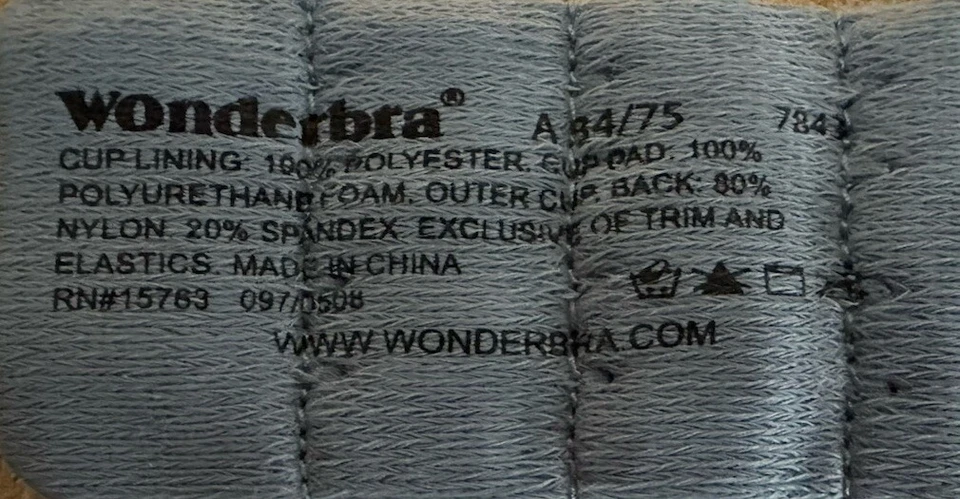 Wonderbra® A 34/75 784
CUP LINING: 100% POLYESTER. CUP PAD: 100%
POLYURETHANE FOAM. OUTER CUP, BACK: 80%
NYLON. 20% SPANDEX. EXCLUSIVE OF TRIM AND
ELASTICS. MADE IN CHINA
RN#15763 097/0508
WWW.WONDERBRA.COM